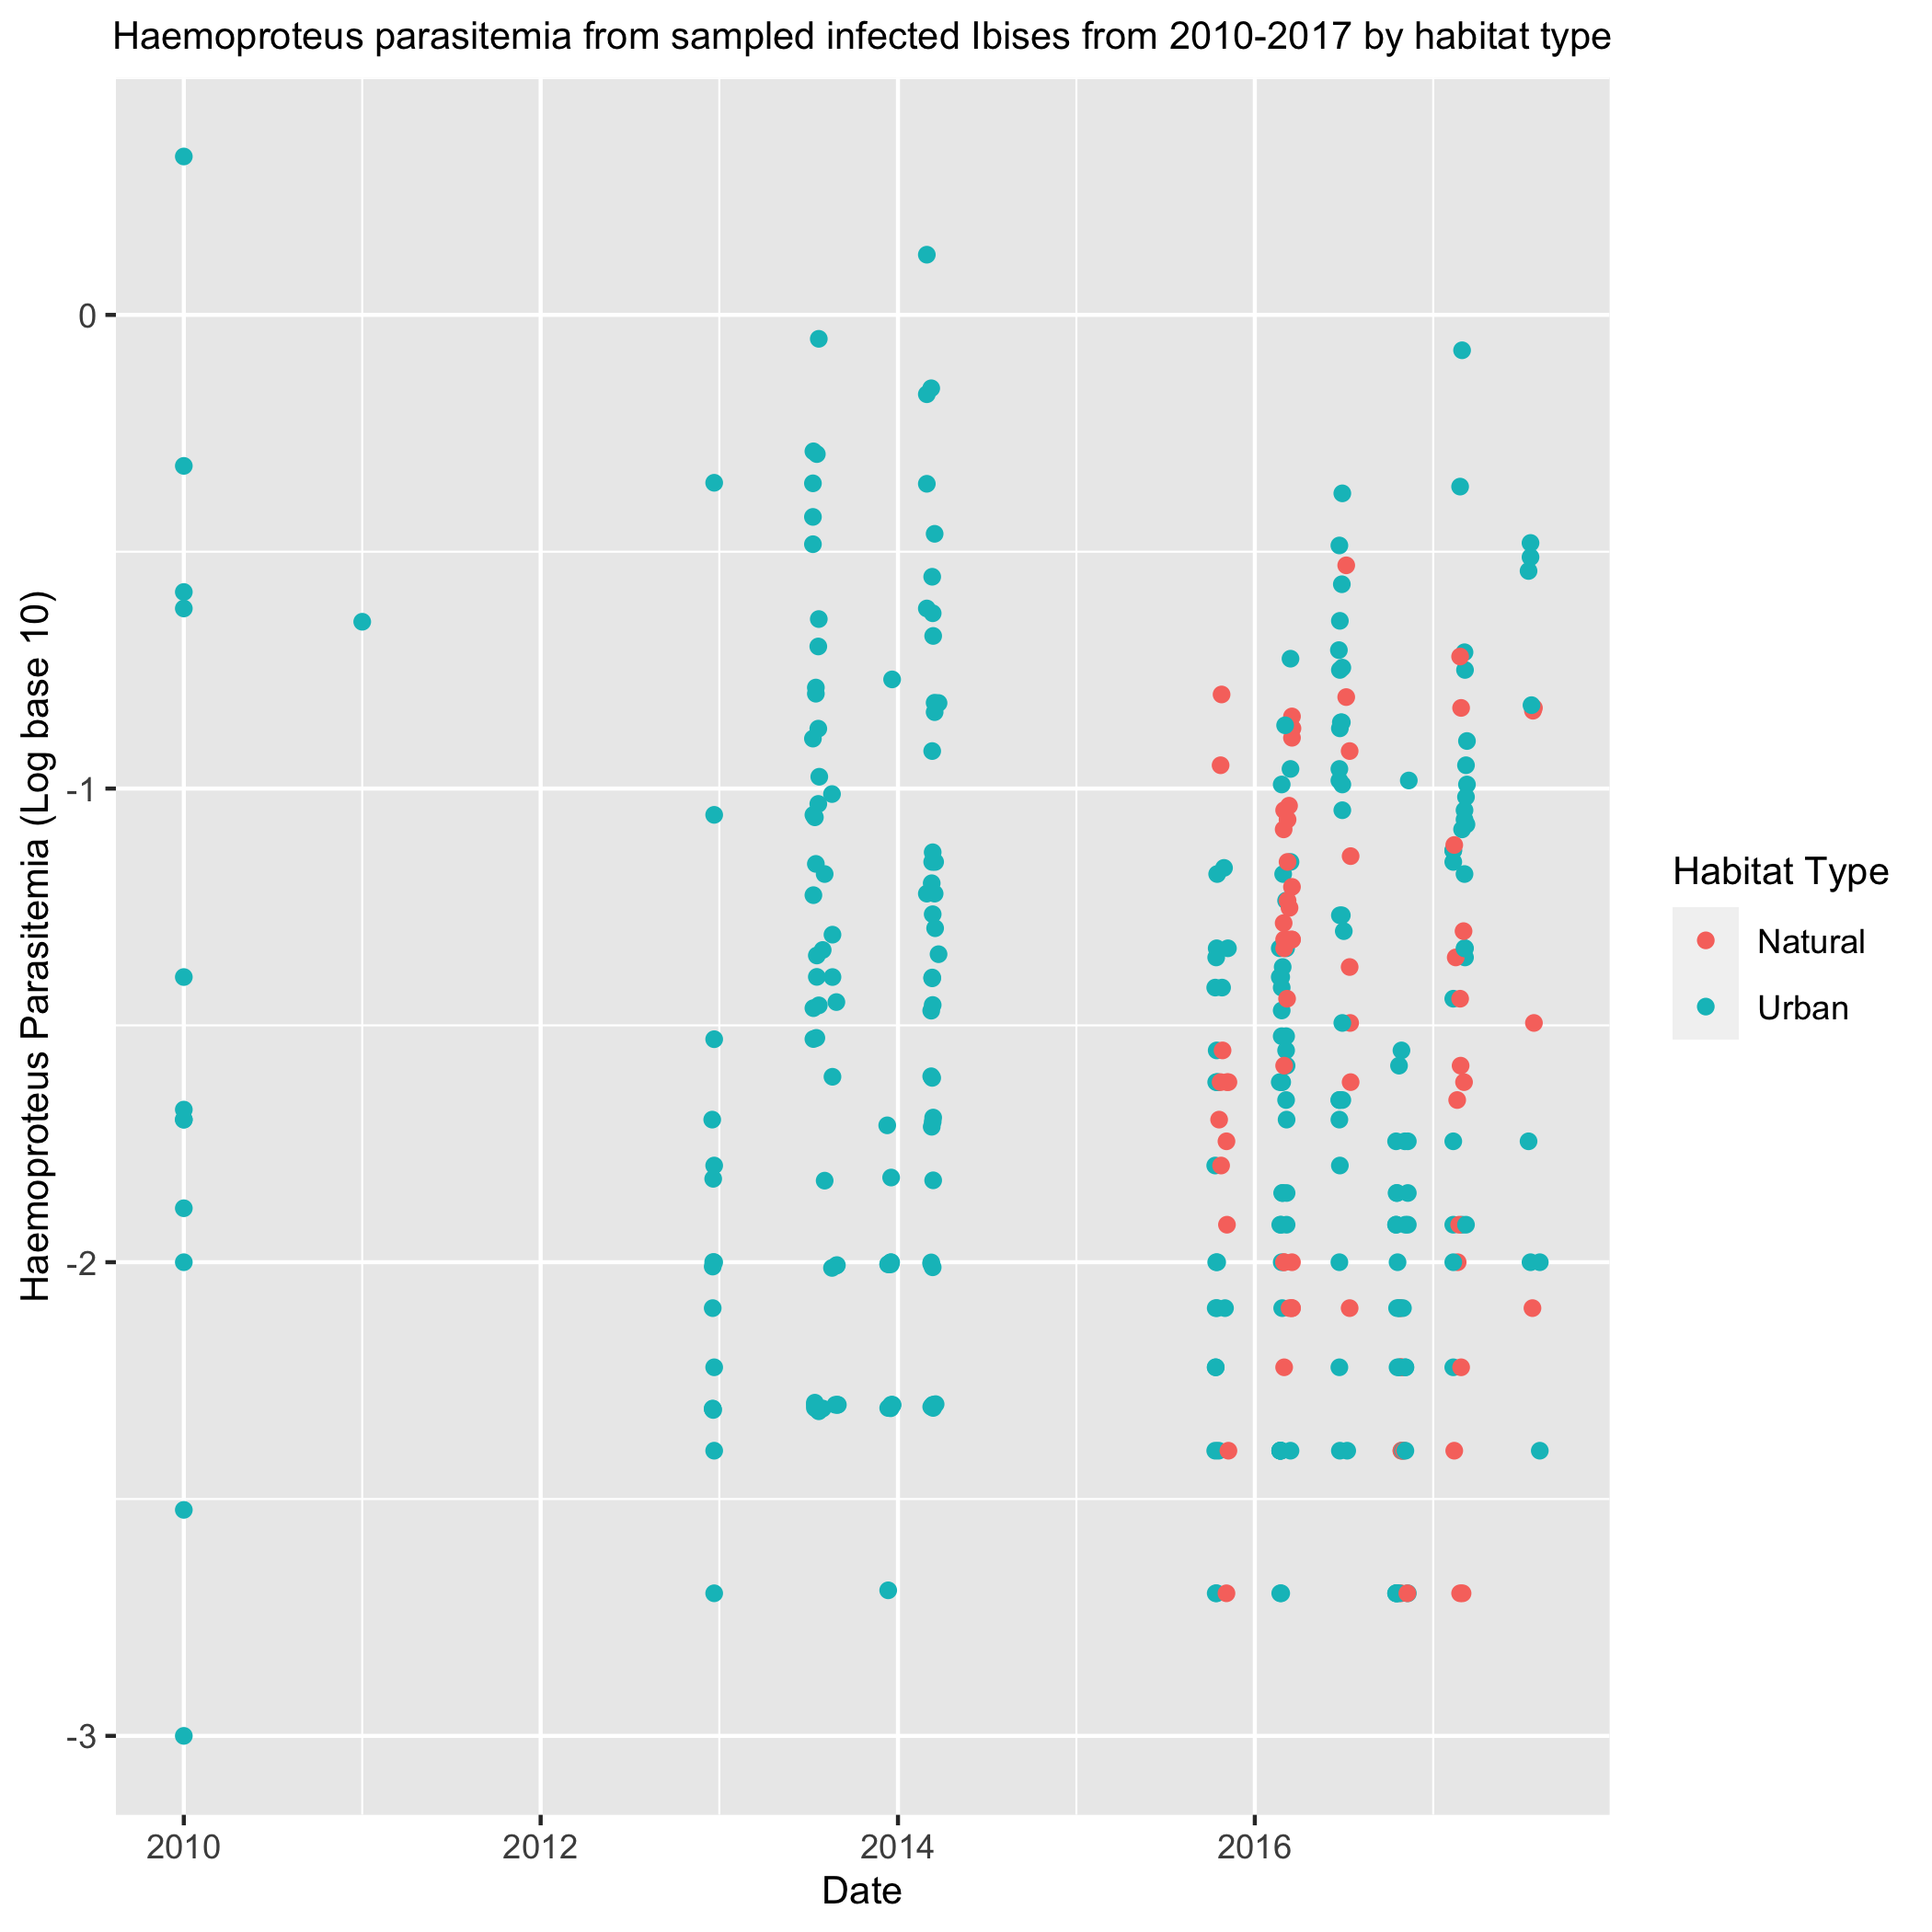 Haemoproteus parasitemia from sampled infected Ibises from 2010-2017 by habitat type
Haemoproteus Parasitemia (Log base 10)
0
-1
-2
-3
2010
2012
2014
2016
Date
Habitat Type
Natural
Urban